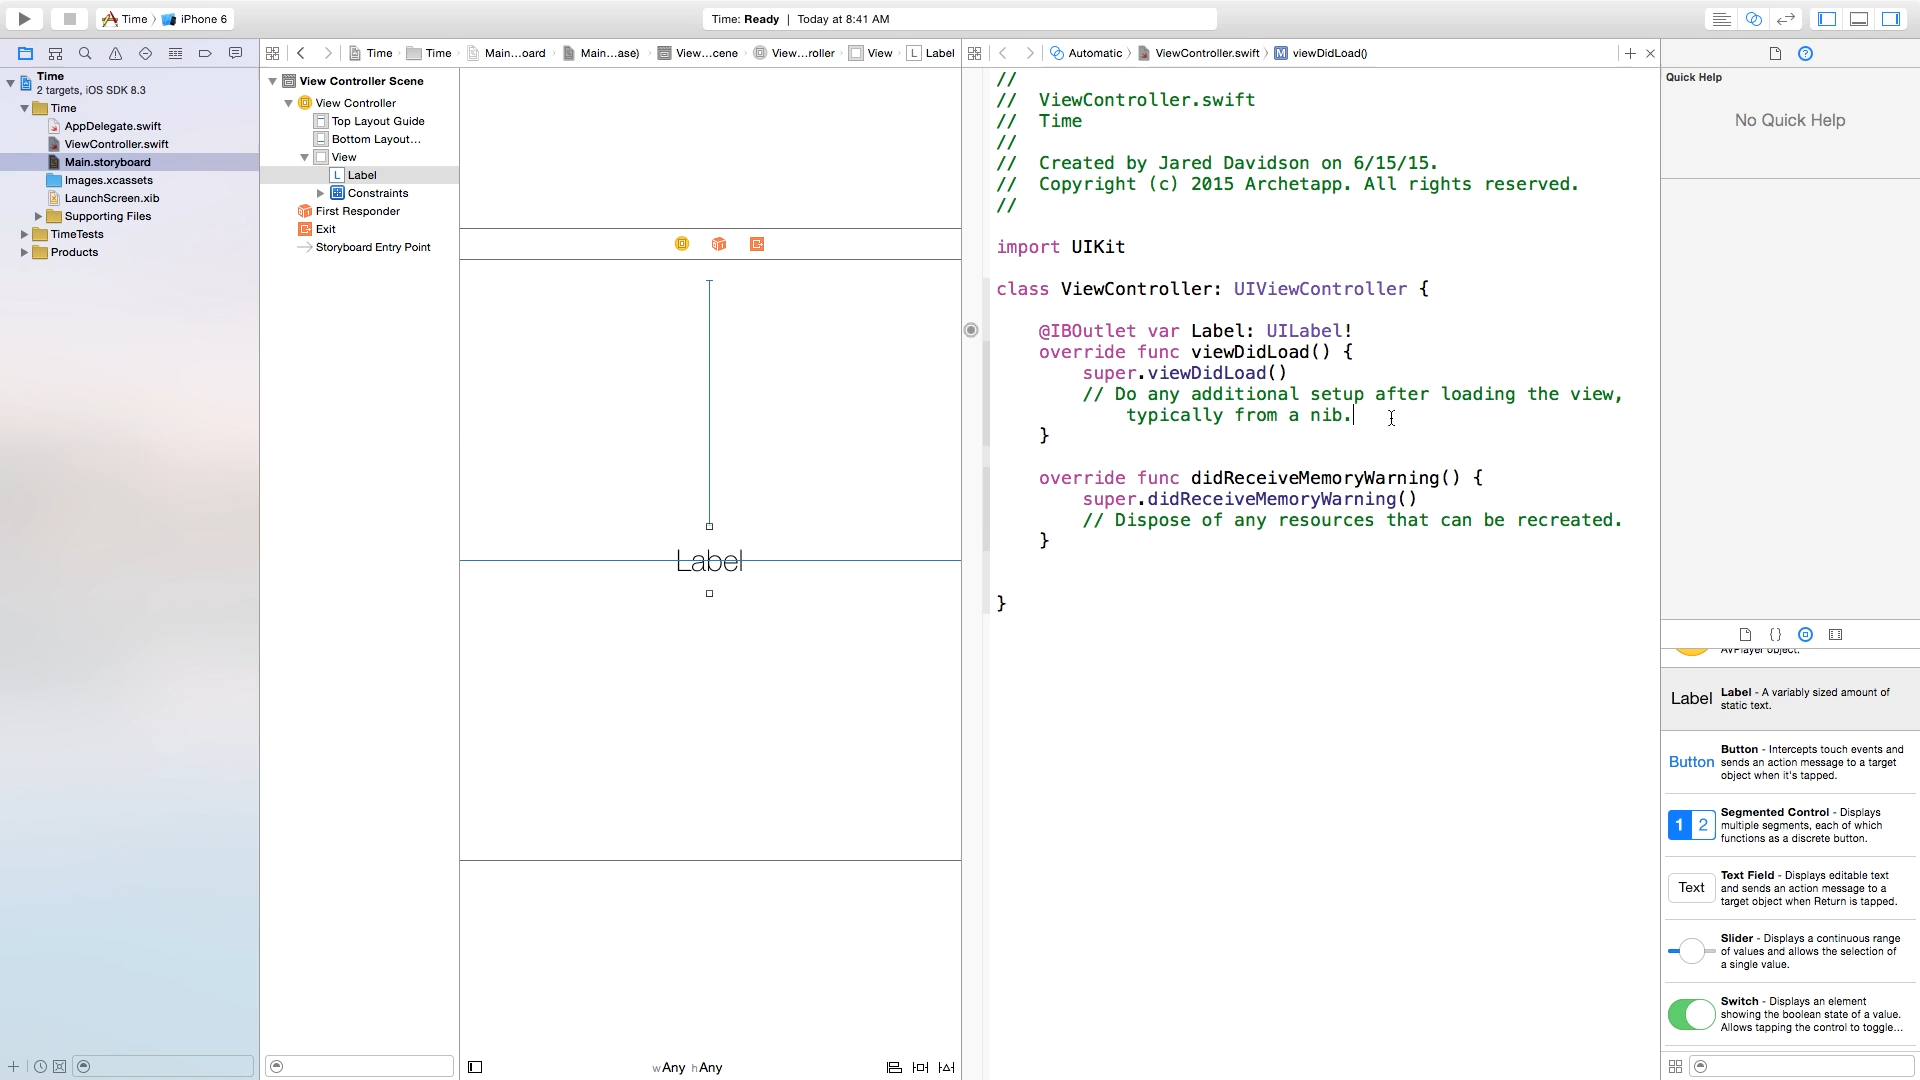 Time
iPhone 6
Time: Ready | Today at 8:41 AM
Time
Time
Main...oard
Main...ase)
View...cene
View...roller
View
Label
Automatic
ViewController.swift
viewDidLoad()
Time
2 targets, iOS SDK 8.3
Time
AppDelegate.swift
ViewController.swift
Main.storyboard
Images.xcassets
LaunchScreen.xib
Supporting Files
TimeTests
Products
View Controller Scene
View Controller
Top Layout Guide
Bottom Layout...
View
L Label
Constraints
First Responder
Exit
Storyboard Entry Point
Label
wAny hAny
//
// ViewController.swift
// Time
//
// Created by Jared Davidson on 6/15/15.
// Copyright (c) 2015 Archetapp. All rights reserved.
//
import UIKit
class ViewController: UIViewController {
@IBOutlet var Label: UILabel!
override func viewDidLoad() {
super.viewDidLoad()
// Do any additional setup after loading the view,
typically from a nib.
}
override func didReceiveMemoryWarning() {
super.didReceiveMemoryWarning()
// Dispose of any resources that can be recreated.
}
}
Quick Help
No Quick Help
AVPlayer object.
Label
Label - A variably sized amount of
static text.
Button
Button - Intercepts touch events and
sends an action message to a target
object when it's tapped.
1 2
Segmented Control - Displays
multiple segments, each of which
functions as a discrete button.
Text
Text Field - Displays editable text
and sends an action message to a
target object when Return is tapped.
Slider - Displays a continuous range
of values and allows the selection of
a single value.
Switch - Displays an element
showing the boolean state of a value.
Allows tapping the control to toggle...